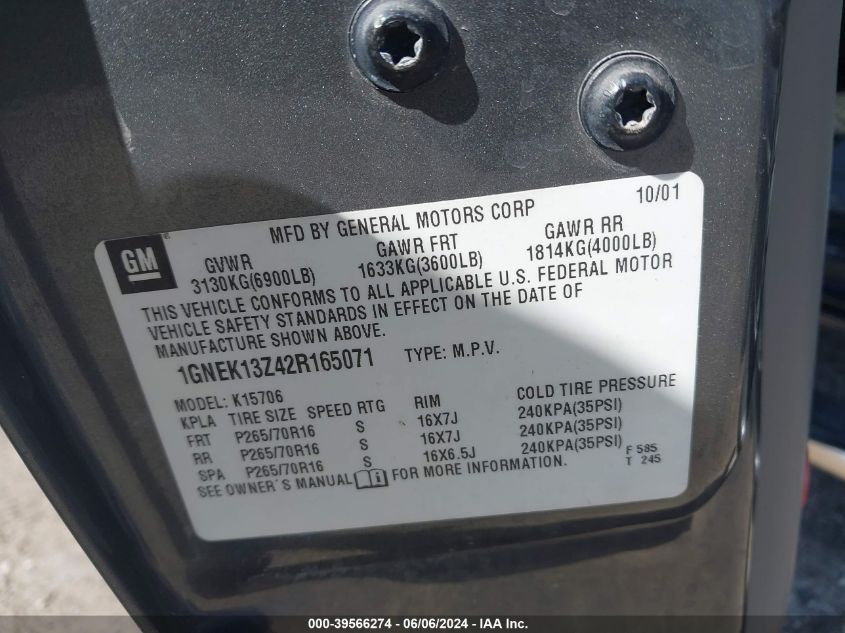 10/01
MFD BY GENERAL MOTORS CORP
GM
GVWR GAWR FRT GAWR RR
3130KG(6900LB) 1633KG(3600LB) 1814KG(4000LB)
THIS VEHICLE CONFORMS TO ALL APPLICABLE U.S. FEDERAL MOTOR
VEHICLE SAFETY STANDARDS IN EFFECT ON THE DATE OF
MANUFACTURE SHOWN ABOVE.
1GNEK13Z42R165071 TYPE: M.P.V.
MODEL: K15706
KPLA TIRE SIZE SPEED RTG RIM COLD TIRE PRESSURE
FRT P265/70R16 S 16X7J 240KPA(35PSI)
RR P265/70R16 S 16X7J 240KPA(35PSI)
SPA P265/70R16 S 16X6.5J 240KPA(35PSI)
SEE OWNER'S MANUAL FOR MORE INFORMATION.
F 585
T 245
000-39566274 - 06/06/2024 - IAA Inc.